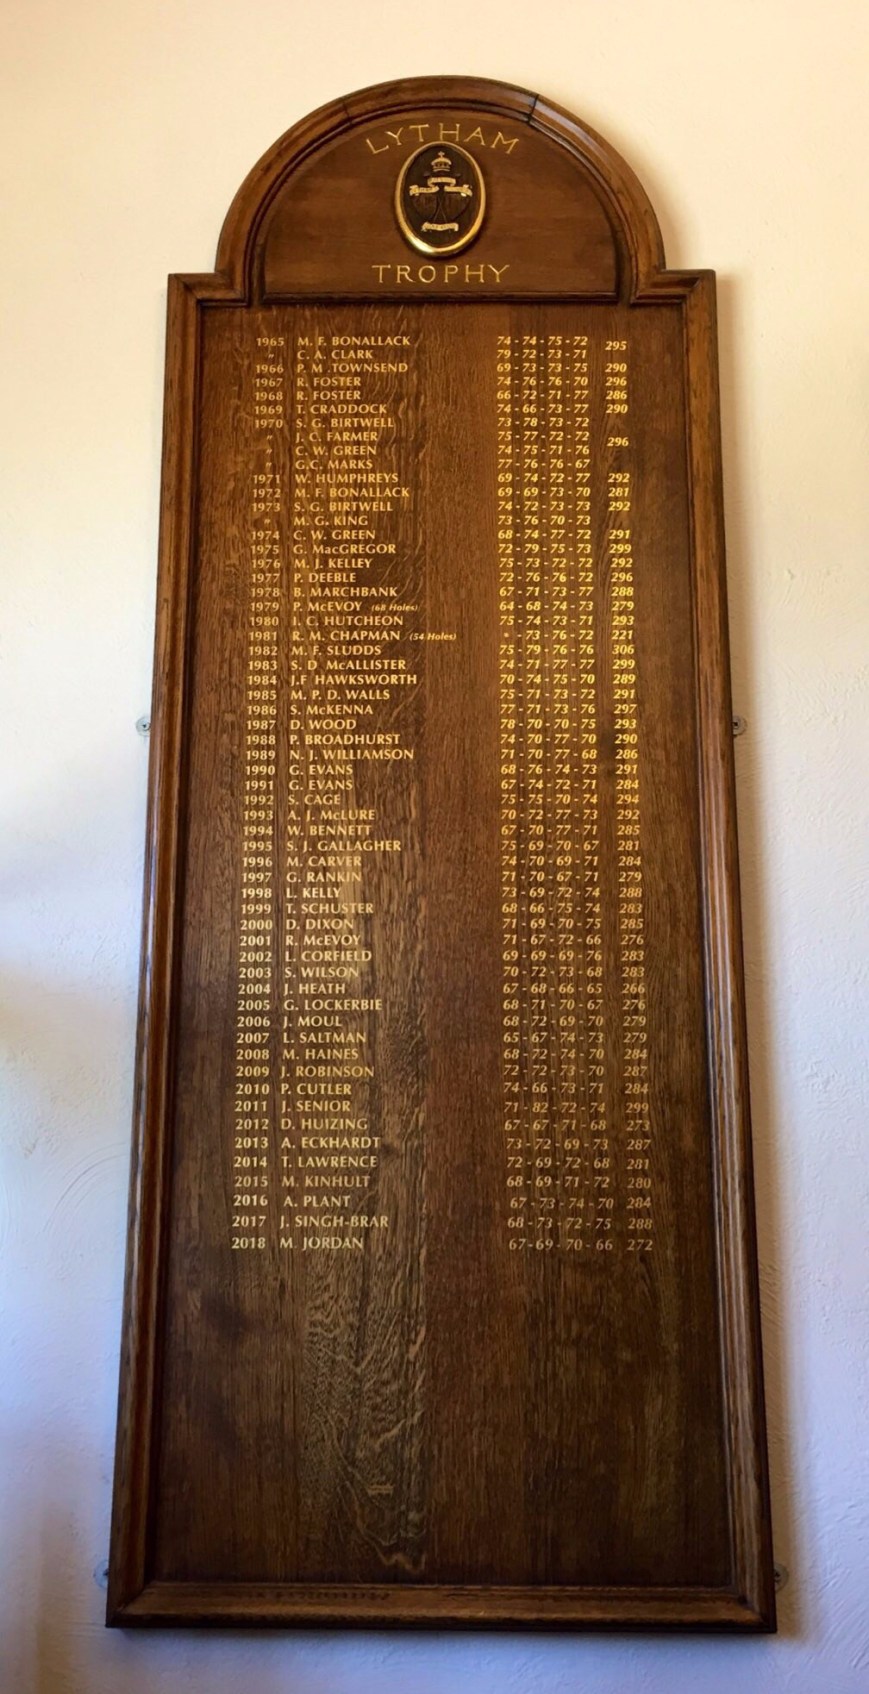 LYTHAM
TROPHY
1965 M. F. BONALLACK 74 - 74 - 75 - 72 295
" C. A. CLARK 79 - 72 - 73 - 71
1966 P. M. TOWNSEND 69 - 73 - 73 - 75 290
1967 R. FOSTER 74 - 76 - 76 - 70 296
1968 R. FOSTER 66 - 72 - 71 - 77 286
1969 T. CRADDOCK 74 - 66 - 73 - 77 290
1970 S. G. BIRTWELL 73 - 78 - 73 - 72
" J. C. FARMER 75 - 77 - 72 - 72 296
" C. W. GREEN 74 - 75 - 71 - 76
" G.C. MARKS 77 - 76 - 76 - 67
1971 W. HUMPHREYS 69 - 74 - 72 - 77 292
1972 M. F. BONALLACK 69 - 69 - 73 - 70 281
1973 S. G. BIRTWELL 74 - 72 - 73 - 73 292
" M. G. KING 73 - 76 - 70 - 73
1974 C. W. GREEN 68 - 74 - 77 - 72 291
1975 G. MacGREGOR 72 - 79 - 75 - 73 299
1976 M. J. KELLEY 75 - 73 - 72 - 72 292
1977 P. DEEBLE 72 - 76 - 76 - 72 296
1978 B. MARCHBANK 67 - 71 - 73 - 77 288
1979 P. McEVOY (68 Holes) 64 - 68 - 74 - 73 279
1980 I. C. HUTCHEON 75 - 74 - 73 - 71 293
1981 R. M. CHAPMAN (54 Holes) * - 73 - 76 - 72 221
1982 M. F. SLUDDS 75 - 79 - 76 - 76 306
1983 S. D. McALLISTER 74 - 71 - 77 - 77 299
1984 J.F HAWKSWORTH 70 - 74 - 75 - 70 289
1985 M. P. D. WALLS 75 - 71 - 73 - 72 291
1986 S. McKENNA 77 - 71 - 73 - 76 297
1987 D. WOOD 78 - 70 - 70 - 75 293
1988 P. BROADHURST 74 - 70 - 77 - 70 290
1989 N. J. WILLIAMSON 71 - 70 - 77 - 68 286
1990 G. EVANS 68 - 76 - 74 - 73 291
1991 G. EVANS 67 - 74 - 72 - 71 284
1992 S. CAGE 75 - 75 - 70 - 74 294
1993 A. J. McLURE 70 - 72 - 77 - 73 292
1994 W. BENNETT 67 - 70 - 77 - 71 285
1995 S. J. GALLAGHER 75 - 69 - 70 - 67 281
1996 M. CARVER 74 - 70 - 69 - 71 284
1997 G. RANKIN 71 - 70 - 67 - 71 279
1998 L. KELLY 73 - 69 - 72 - 74 288
1999 T. SCHUSTER 68 - 66 - 75 - 74 283
2000 D. DIXON 71 - 69 - 70 - 75 285
2001 R. McEVOY 71 - 67 - 72 - 66 276
2002 L. CORFIELD 69 - 69 - 69 - 76 283
2003 S. WILSON 70 - 72 - 73 - 68 283
2004 J. HEATH 67 - 68 - 66 - 65 266
2005 G. LOCKERBIE 68 - 71 - 70 - 67 276
2006 J. MOUL 68 - 72 - 69 - 70 279
2007 L. SALTMAN 65 - 67 - 74 - 73 279
2008 M. HAINES 68 - 72 - 74 - 70 284
2009 J. ROBINSON 72 - 72 - 73 - 70 287
2010 P. CUTLER 74 - 66 - 73 - 71 284
2011 J. SENIOR 71 - 82 - 72 - 74 299
2012 D. HUIZING 67 - 67 - 71 - 68 273
2013 A. ECKHARDT 73 - 72 - 69 - 73 287
2014 T. LAWRENCE 72 - 69 - 72 - 68 281
2015 M. KINHULT 68 - 69 - 71 - 72 280
2016 A. PLANT 67 - 73 - 74 - 70 284
2017 J. SINGH-BRAR 68 - 73 - 72 - 75 288
2018 M. JORDAN 67 - 69 - 70 - 66 272